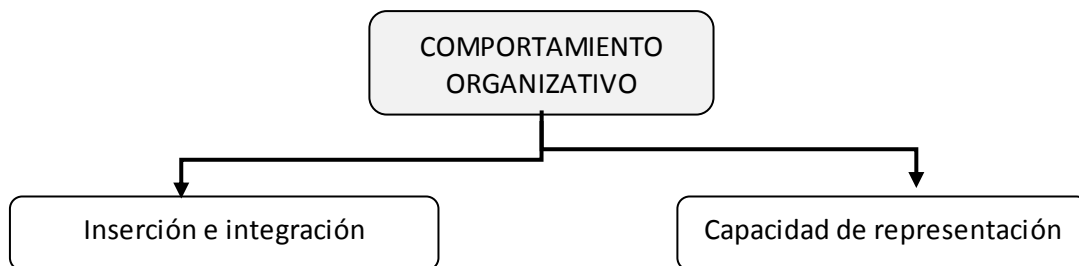 COMPORTAMIENTO
ORGANIZATIVO
Inserción e integración
Capacidad de representación